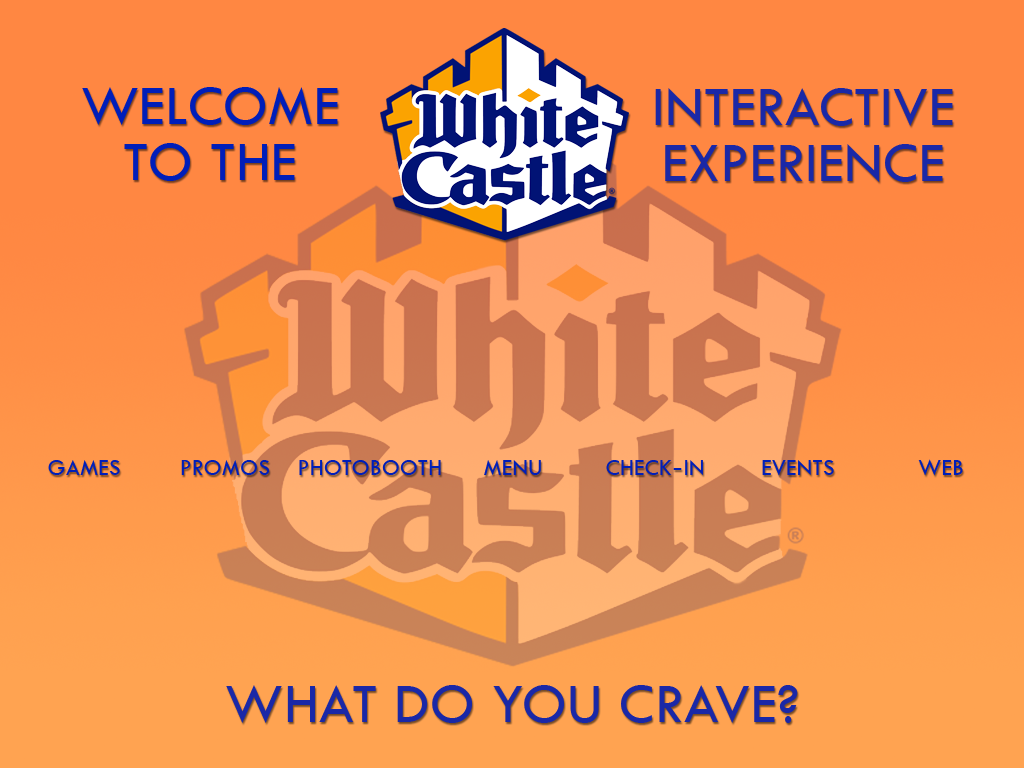 WELCOME
TO THE
White
Castle®
INTERACTIVE
EXPERIENCE
White
Castle®
GAMES PROMOS PHOTOBOOTH MENU CHECK-IN EVENTS WEB
WHAT DO YOU CRAVE?